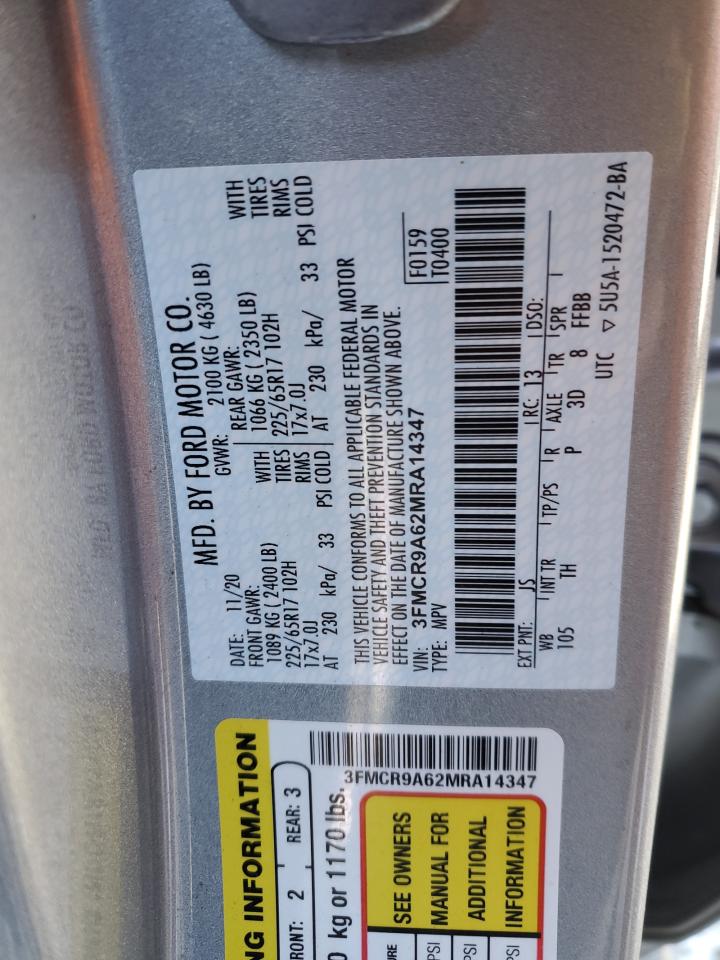 MFD. BY FORD MOTOR CO.
DATE: 11/20 GVWR: 2100 KG ( 4630 LB)
FRONT GAWR: REAR GAWR:
1089 KG ( 2400 LB) WITH 1066 KG ( 2350 LB) WITH
225/65R17 102H TIRES 225/65R17 102H TIRES
17x7.0J RIMS 17x7.0J RIMS
AT 230 kPa/ 33 PSI COLD AT 230 kPa/ 33 PSI COLD
THIS VEHICLE CONFORMS TO ALL APPLICABLE FEDERAL MOTOR
VEHICLE SAFETY AND THEFT PREVENTION STANDARDS IN
EFFECT ON THE DATE OF MANUFACTURE SHOWN ABOVE.
VIN: 3FMCR9A62MRA14347 F0159
TYPE: MPV T0400
EXT PNT: JS RC: 13 DSO:
WB INT TR TP/PS R AXLE TR SPR
105 TH P 3D 8 FFBB
UTC ▽ 5U5A-1520472-BA
NG INFORMATION
RONT: 2 REAR: 3
0 kg or 1170 lbs.
3FMCR9A62MRA14347
SEE OWNERS
MANUAL FOR
ADDITIONAL
INFORMATION
URE
PSI
PSI
PSI